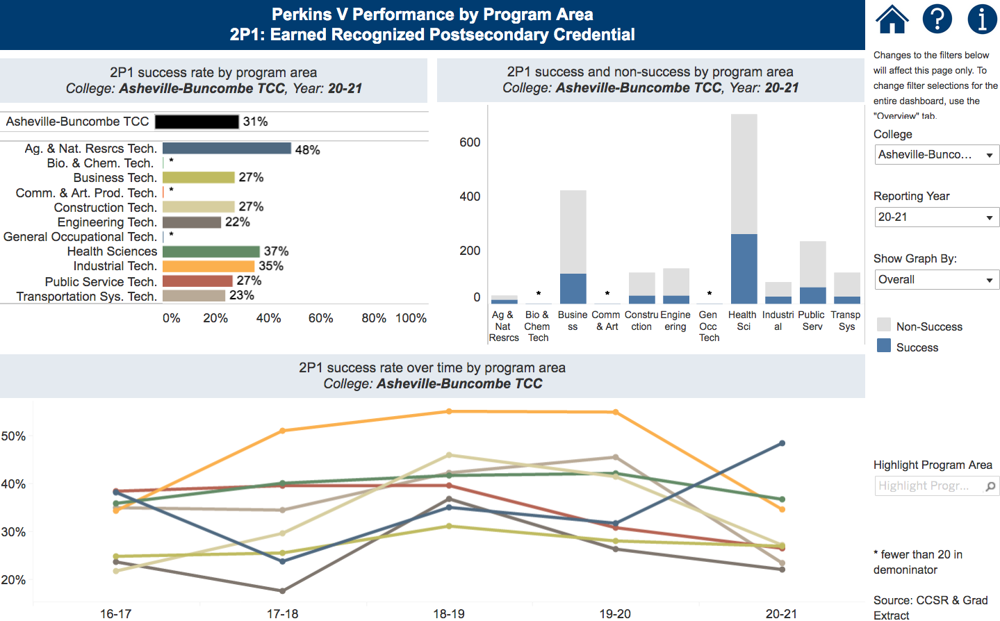 Perkins V Performance by Program Area
2P1: Earned Recognized Postsecondary Credential
Changes to the filters below
will affect this page only. To
change filter selections for the
entire dashboard, use the
"Overview" tab.
2P1 success rate by program area
College: Asheville-Buncombe TCC, Year: 20-21
Asheville-Buncombe TCC 31%
Ag. & Nat. Resrcs Tech. 48%
Bio. & Chem. Tech. *
Business Tech. 27%
Comm. & Art. Prod. Tech. *
Construction Tech. 27%
Engineering Tech. 22%
General Occupational Tech. *
Health Sciences 37%
Industrial Tech. 35%
Public Service Tech. 27%
Transportation Sys. Tech. 23%
0% 20% 40% 60% 80% 100%
2P1 success and non-success by program area
College: Asheville-Buncombe TCC, Year: 20-21
600
400
200
0
* * *
Ag & Bio & Busine Comm Constru Engine Gen Health Industri Public Transp
Nat Chem ss & Art ction ering Occ Sci al Serv Sys
Resrcs Tech Tech
College
Asheville-Bunco...
Reporting Year
20-21
Show Graph By:
Overall
Non-Success
Success
2P1 success rate over time by program area
College: Asheville-Buncombe TCC
50%
40%
30%
20%
16-17 17-18 18-19 19-20 20-21
Highlight Program Area
Highlight Progr...
* fewer than 20 in
demoninator
Source: CCSR & Grad
Extract